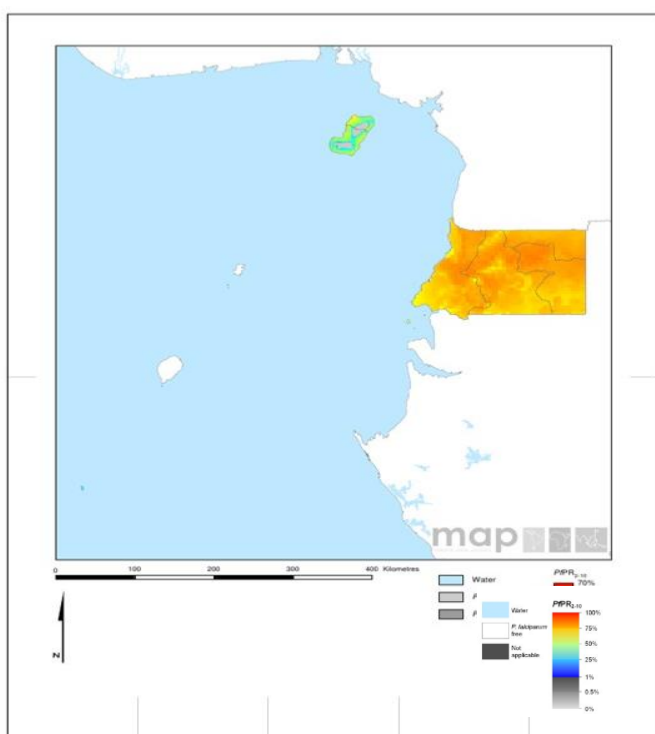 map
0 100 200 300 400 Kilometres
N
Water
P
P
Water
P. falciparum
free
Not
applicable
PfPR2-10
70%
PfPR2-10
100%
75%
50%
25%
1%
0.5%
0%